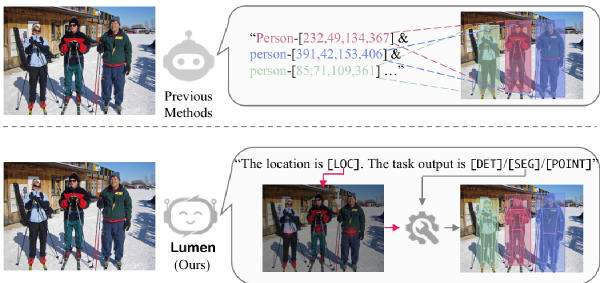 “Person-[232,49,134,367] &
person-[391,42,153,406] &
person-[85,71,109,361] …”
Previous
Methods
“The location is [LOC]. The task output is [DET]/[SEG]/[POINT]”
Lumen
(Ours)